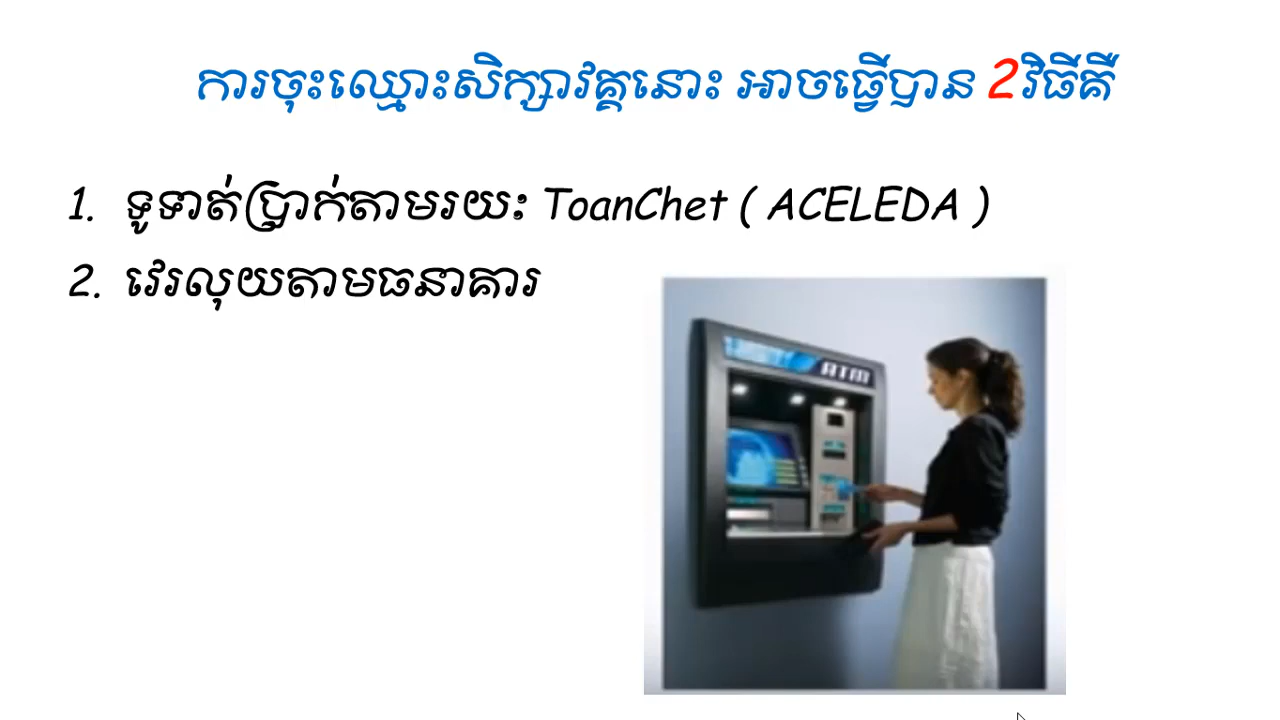 ការចុះឈ្មោះសិក្សាវគ្គនោះ អាចធ្វើបាន 2វិធីគឺ
1. ទូទាត់ប្រាក់តាមរយះ ToanChet ( ACELEDA )
2. វេរលុយតាមធនាគារ
ATM